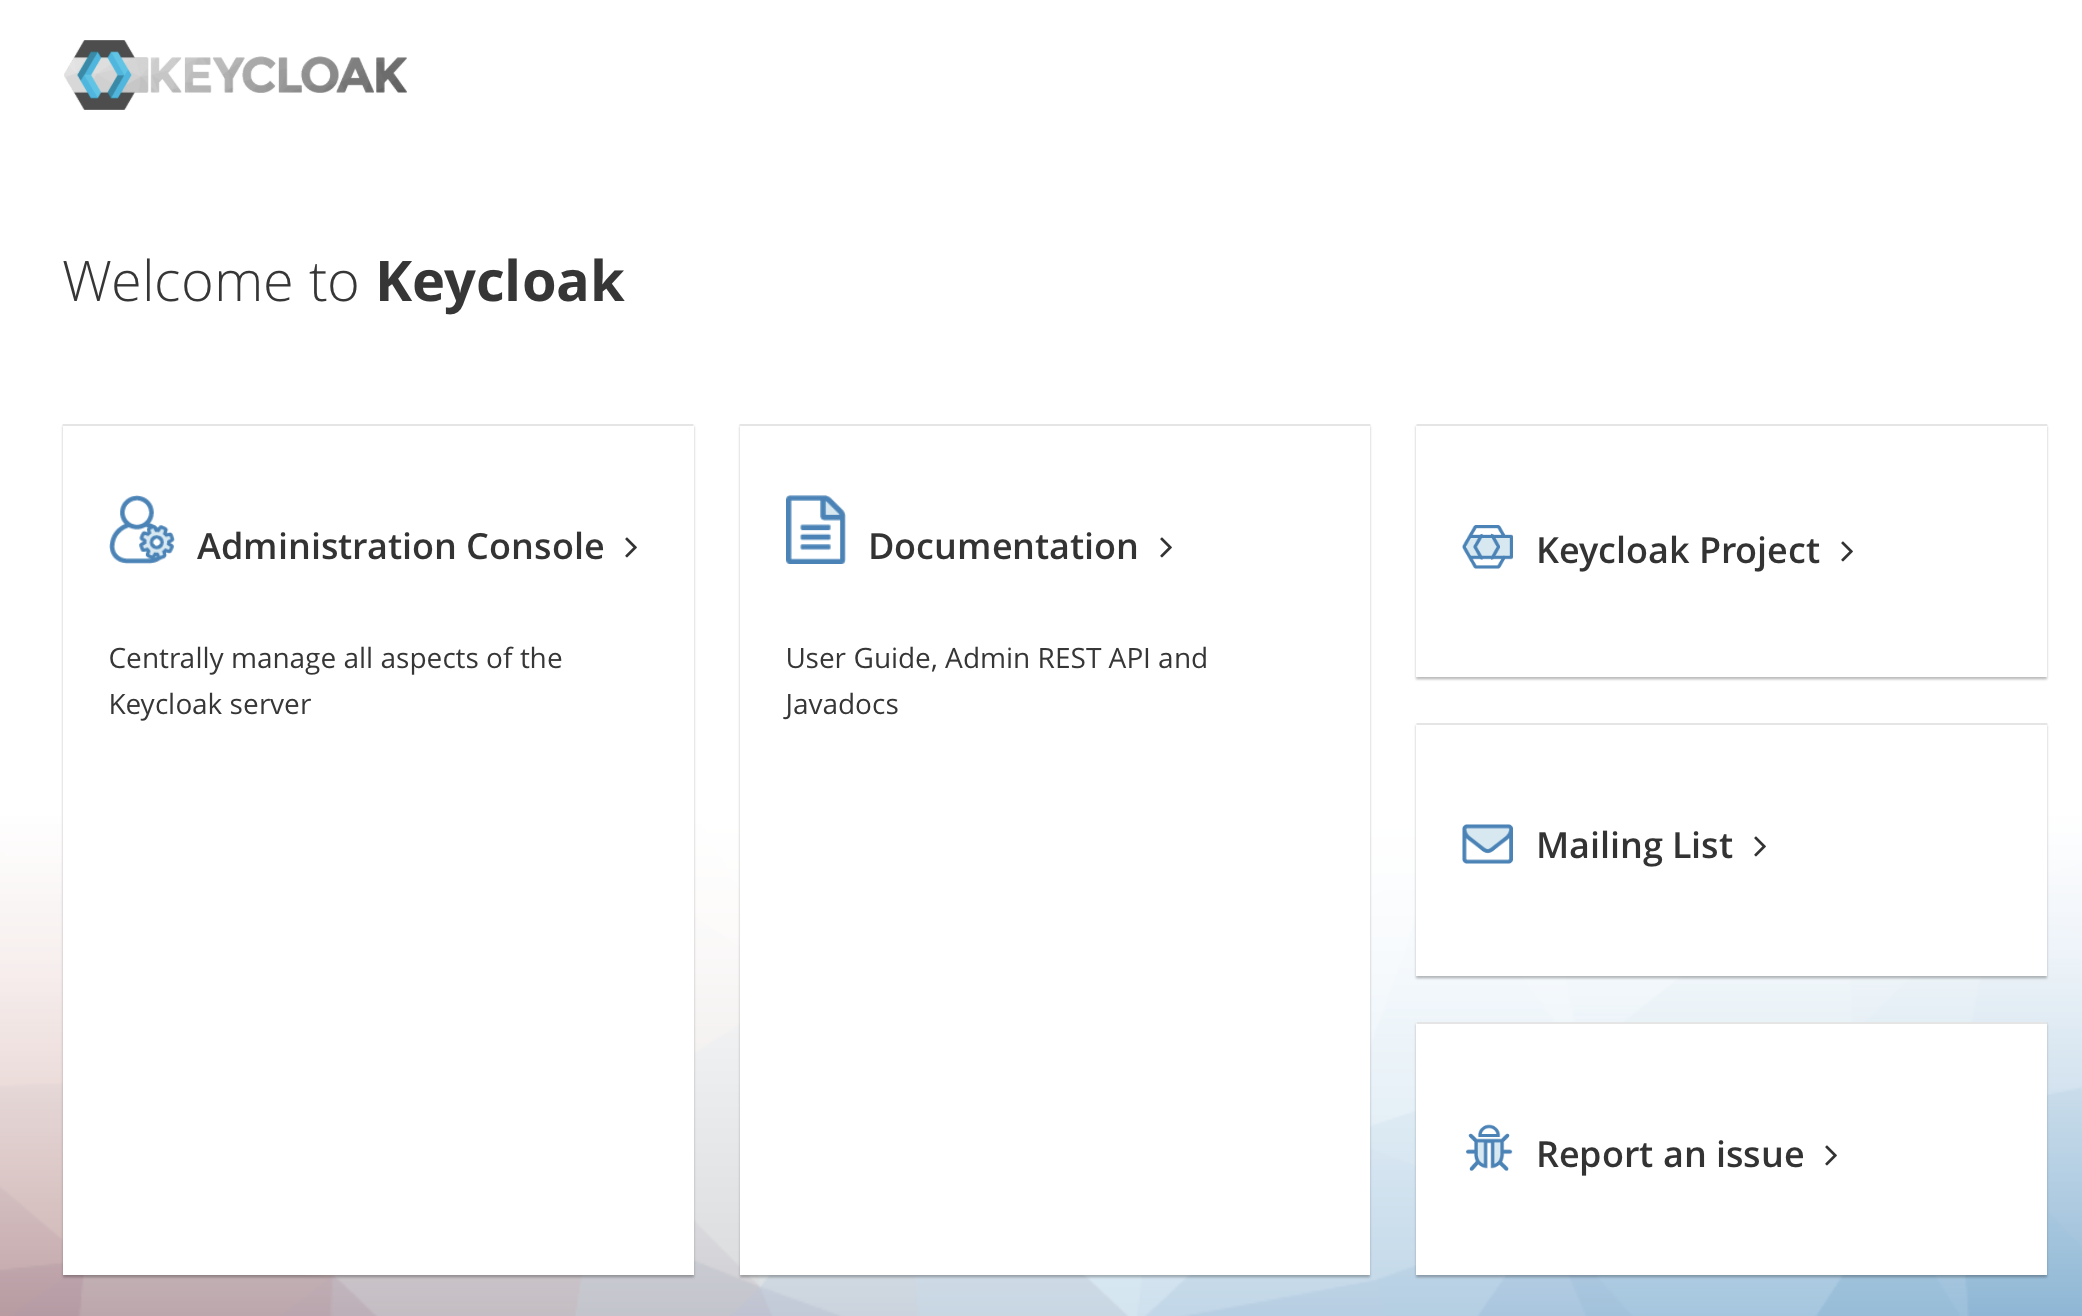 KEYCLOAK
Welcome to Keycloak
Administration Console
Centrally manage all aspects of the
Keycloak server
Documentation
User Guide, Admin REST API and
Javadocs
Keycloak Project
Mailing List
Report an issue